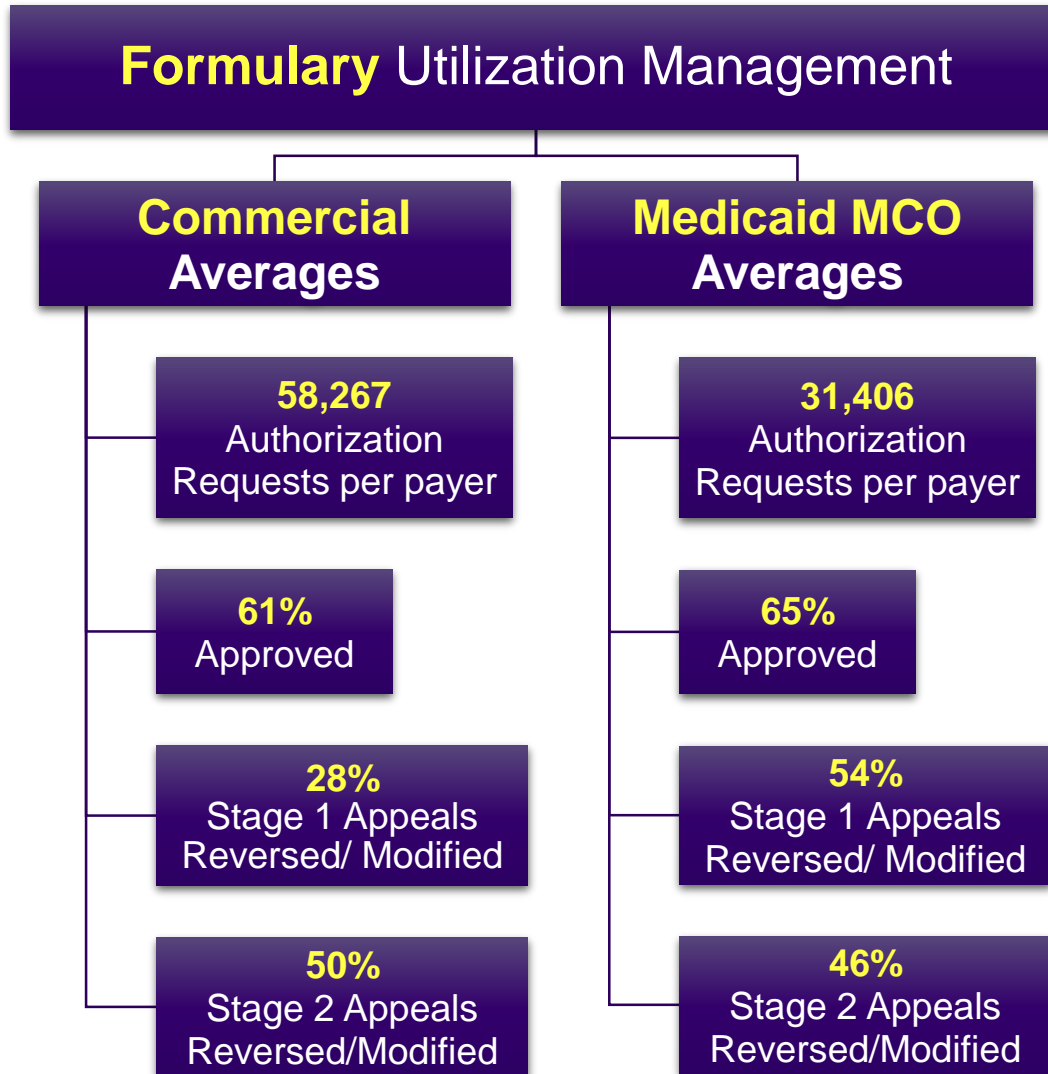 Formulary Utilization Management
Commercial
Averages
58,267
Authorization
Requests per payer
61%
Approved
28%
Stage 1 Appeals
Reversed/ Modified
50%
Stage 2 Appeals
Reversed/Modified
Medicaid MCO
Averages
31,406
Authorization
Requests per payer
65%
Approved
54%
Stage 1 Appeals
Reversed/ Modified
46%
Stage 2 Appeals
Reversed/Modified